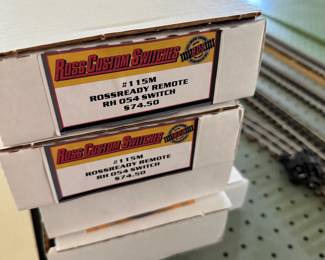 ROSS CUSTOM SWITCHES
#115M
ROSSREADY REMOTE
RH 054 SWITCH
$74.50
ROSS CUSTOM SWITCHES
#115M
ROSSREADY REMOTE
RH 054 SWITCH
$74.50